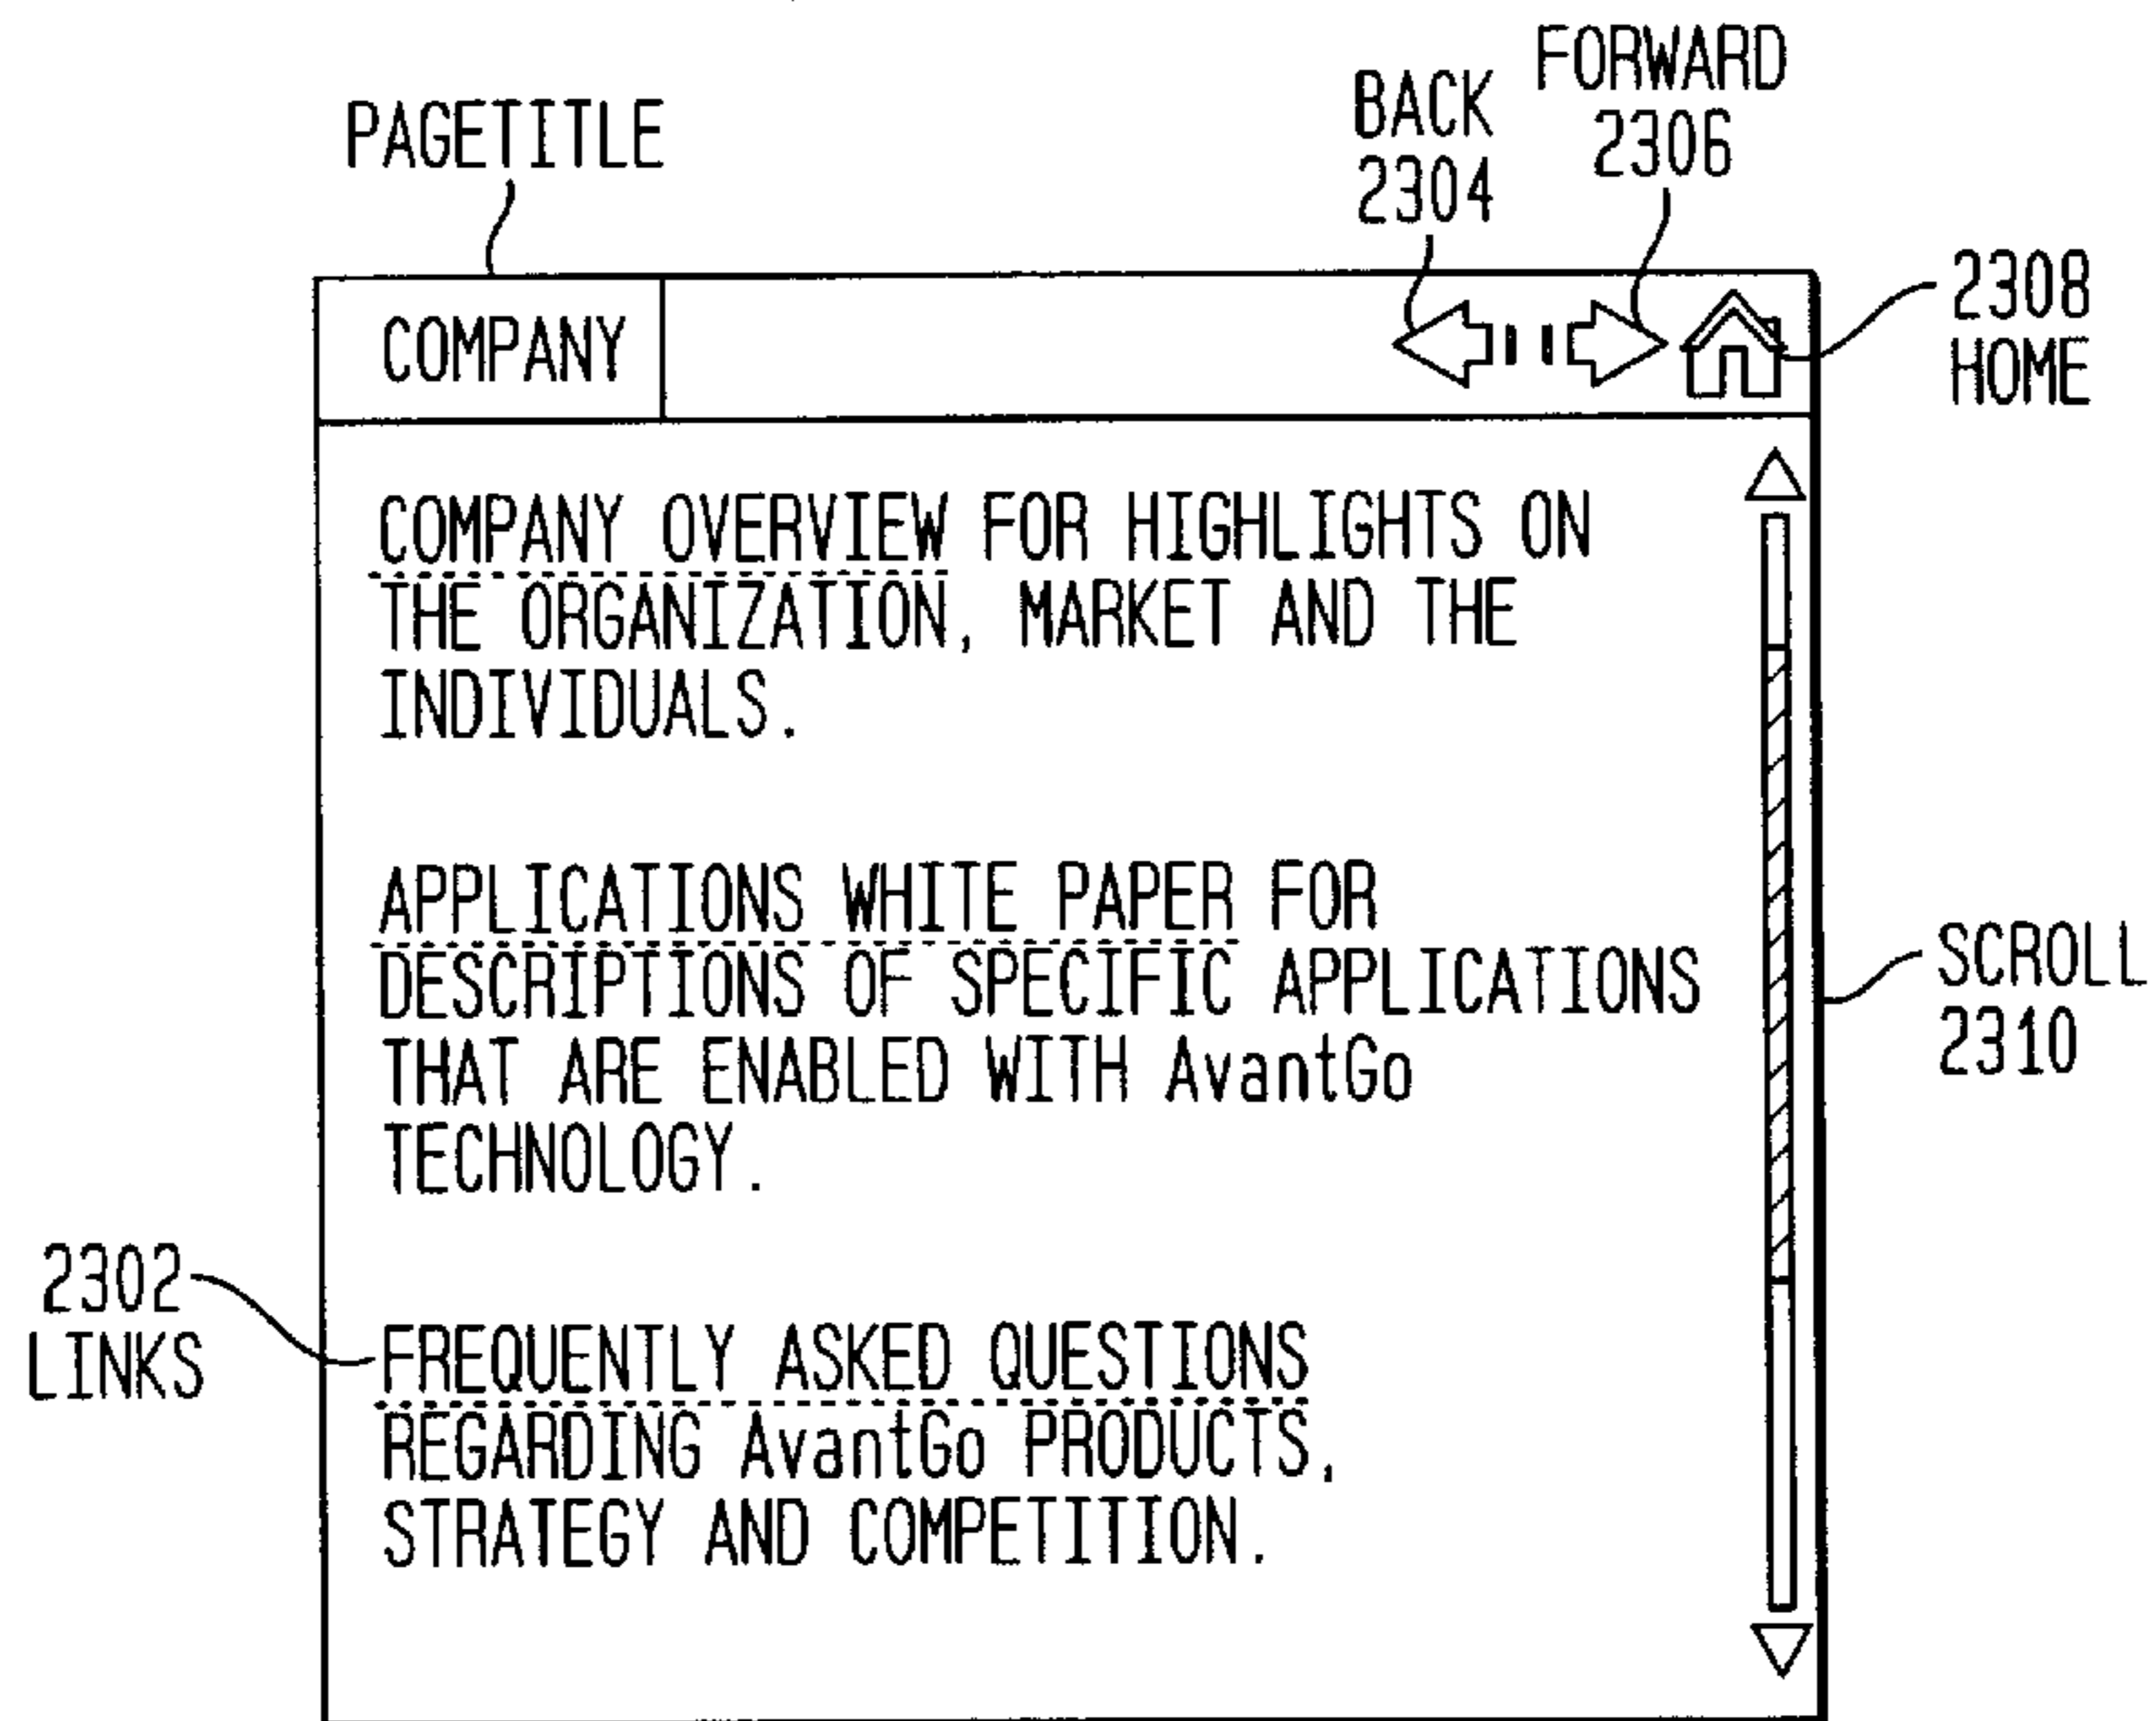 FORWARD
2306
BACK
2304
PAGETITLE
2308
HOME
COMPANY
COMPANY OVERVIEW FOR HIGHLIGHTS ON
THE ORGANIZATION, MARKET AND THE
INDIVIDUALS.
APPLICATIONS WHITE PAPER FOR
DESCRIPTIONS OF SPECIFIC APPLICATIONS
THAT ARE ENABLED WITH AvantGo
TECHNOLOGY.
SCROLL
2310
2302
LINKS
FREQUENTLY ASKED QUESTIONS
REGARDING AvantGo PRODUCTS,
STRATEGY AND COMPETITION.